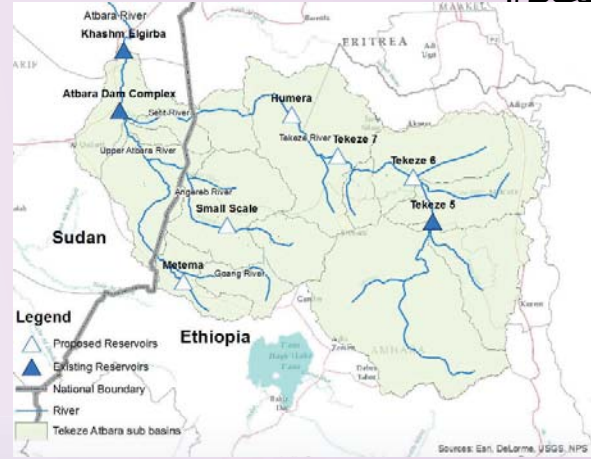 MARKET
Atbara River
Khashm Elgirba
ERITREA
Atbara Dam Complex
Humera
Setit River
Tekeze River
Tekeze 7
Upper Atbara River
Tekeze 6
Angereb River
Tekeze 5
Small Scale
Sudan
Metema
Goang River
Legend
Ethiopia
Proposed Reservoirs
Existing Reservoirs
National Boundary
River
Tekeze Atbara sub basins
AMHARA
Sources: Esri, DeLorme, USGS, NPS